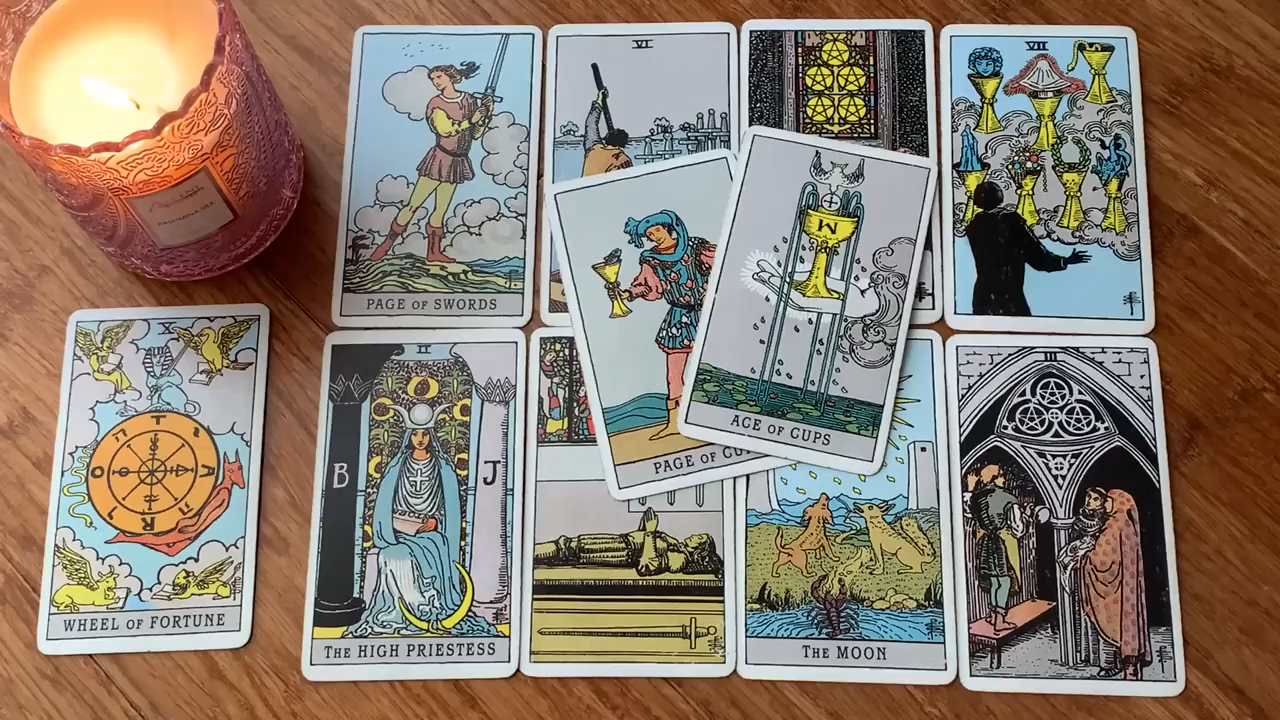 PAGE OF SWORDS
VI
VII
X
T
A
R
O
WHEEL OF FORTUNE
II
B
J
THE HIGH PRIESTESS
PAGE OF CU
M
ACE OF CUPS
THE MOON
III